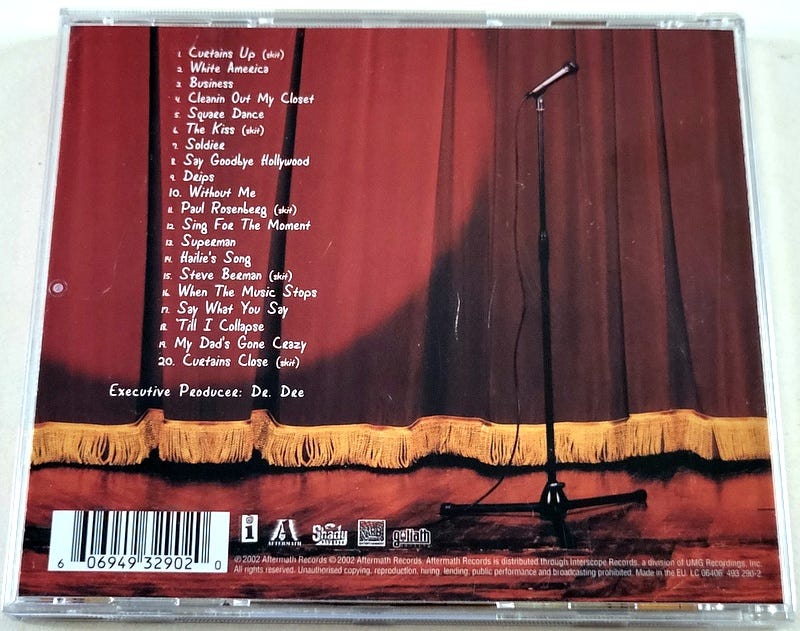 1. Curtains Up (skit)
2. White America
3. Business
4. Cleanin Out My Closet
5. Square Dance
6. The Kiss (skit)
7. Soldier
8. Say Goodbye Hollywood
9. Drips
10. Without Me
11. Paul Rosenberg (skit)
12. Sing For The Moment
13. Superman
14. Hailie's Song
15. Steve Berman (skit)
16. When The Music Stops
17. Say What You Say
18. 'Till I Collapse
19. My Dad's Gone Crazy
20. Curtains Close (skit)
Executive Producer: Dr. Dre
6 06949 32902 0
i AFTERMATH Shady goliath
© 2002 Aftermath Records ℗ 2002 Aftermath Records. Aftermath Records is distributed through Interscope Records, a division of UMG Recordings, Inc.
All rights reserved. Unauthorised copying, reproduction, hiring, lending, public performance and broadcasting prohibited. Made in the EU. LC 06406 493 290-2